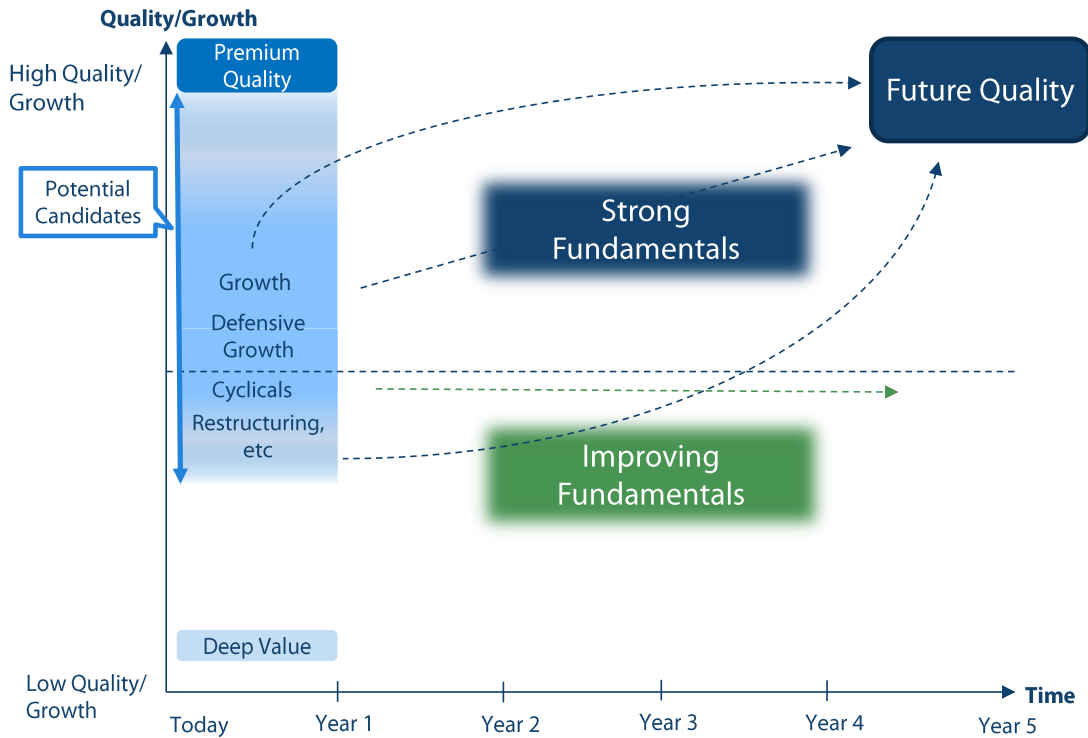 Quality/Growth
High Quality/
Growth
Premium
Quality
Future Quality
Potential
Candidates
Strong
Fundamentals
Growth
Defensive
Growth
Cyclicals
Restructuring,
etc
Improving
Fundamentals
Deep Value
Low Quality/
Growth
Time
Today
Year 1
Year 2
Year 3
Year 4
Year 5